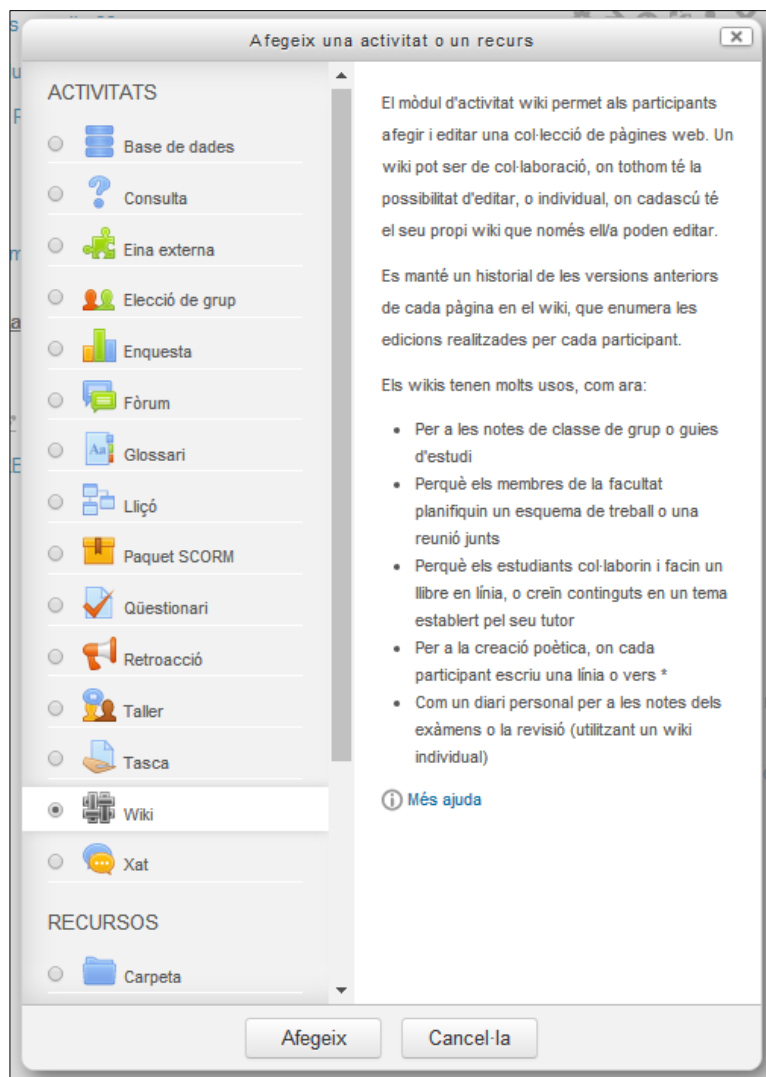 Afegeix una activitat o un recurs
ACTIVITATS
Base de dades
Consulta
Eina externa
Elecció de grup
Enquesta
Fòrum
Glossari
Lliçó
Paquet SCORM
Qüestionari
Retroacció
Taller
Tasca
Wiki
Xat
RECURSOS
Carpeta
El mòdul d'activitat wiki permet als participants
afegir i editar una col·lecció de pàgines web. Un
wiki pot ser de col·laboració, on tothom té la
possibilitat d'editar, o individual, on cadascú té
el seu propi wiki que només ell/a poden editar.
Es manté un historial de les versions anteriors
de cada pàgina en el wiki, que enumera les
edicions realitzades per cada participant.
Els wikis tenen molts usos, com ara:
• Per a les notes de classe de grup o guies
d'estudi
• Perquè els membres de la facultat
planifiquin un esquema de treball o una
reunió junts
• Perquè els estudiants col·laborin i facin un
llibre en línia, o creïn continguts en un tema
establert pel seu tutor
• Per a la creació poètica, on cada
participant escriu una línia o vers *
• Com un diari personal per a les notes dels
exàmens o la revisió (utilitzant un wiki
individual)
Més ajuda
Afegeix
Cancel·la